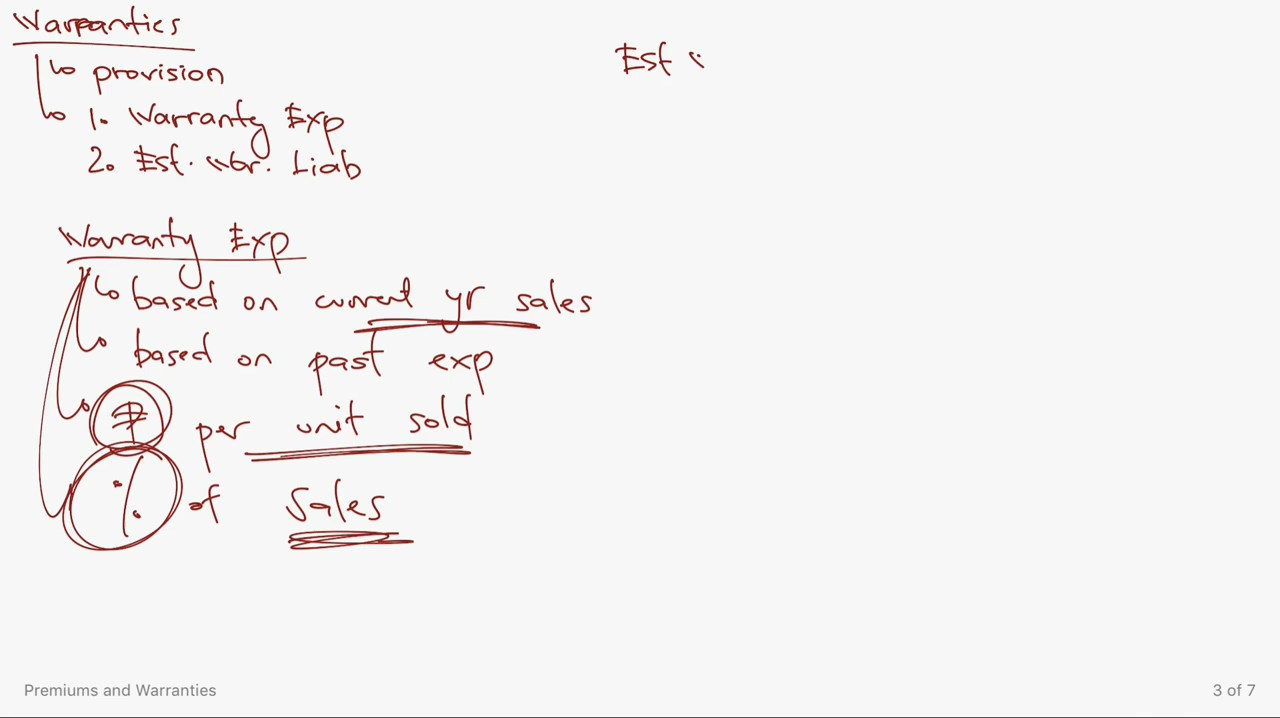 Warranties
provision
1. Warranty Exp
2. Est. War. Liab
Warranty Exp
based on current yr sales
based on past exp
₱ per unit sold
% of sales
Est
Premiums and Warranties
3 of 7